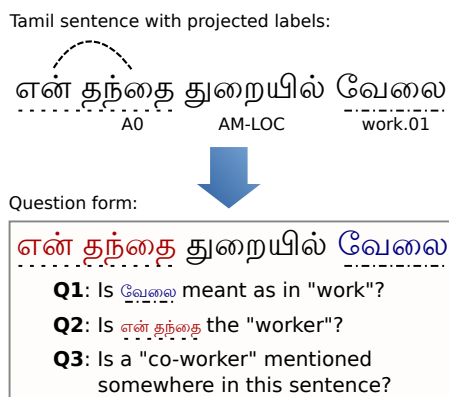 Tamil sentence with projected labels:
என் தந்தை துறையில் வேலை
A0 AM-LOC work.01
Question form:
என் தந்தை துறையில் வேலை
Q1: Is வேலை meant as in "work"?
Q2: Is என் தந்தை the "worker"?
Q3: Is a "co-worker" mentioned
somewhere in this sentence?